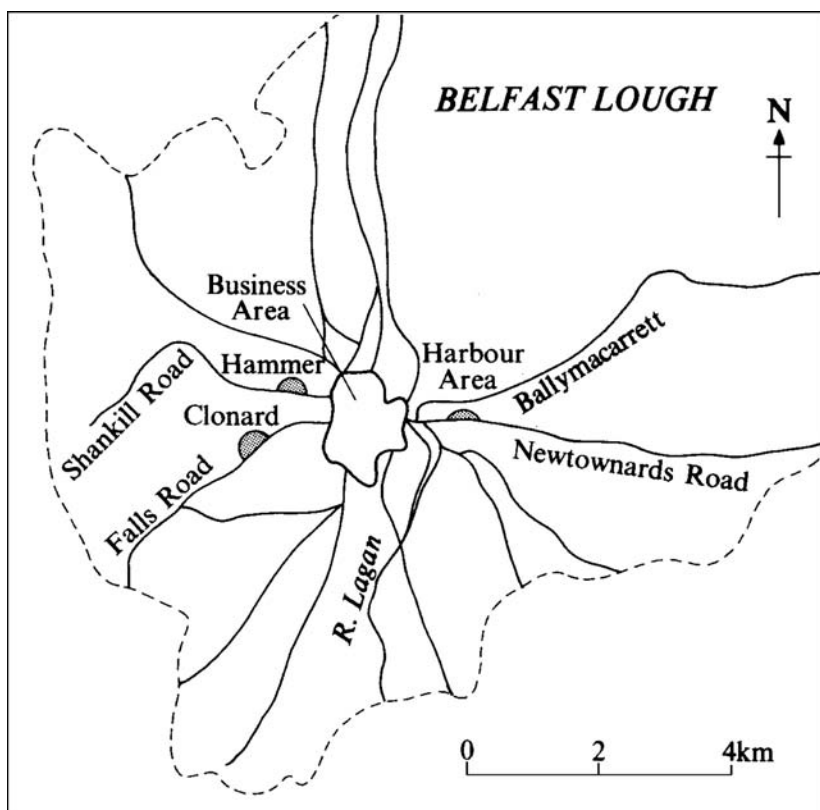 BELFAST LOUGH
N
Business
Area
Hammer
Harbour
Area
Ballymacarrett
Shankill Road
Clonard
Newtownards Road
Falls Road
R. Lagan
0 2 4km